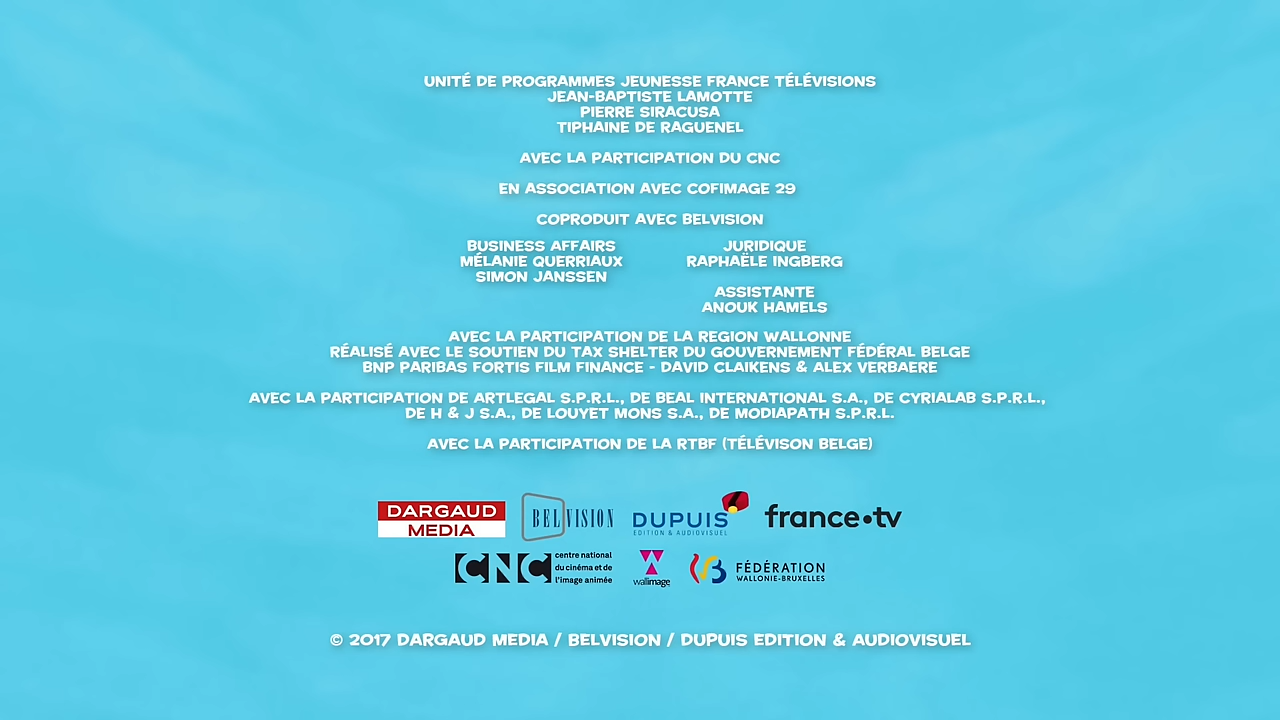 UNITÉ DE PROGRAMMES JEUNESSE FRANCE TÉLÉVISIONS
JEAN-BAPTISTE LAMOTTE
PIERRE SIRACUSA
TIPHAINE DE RAGUENEL
AVEC LA PARTICIPATION DU CNC
EN ASSOCIATION AVEC COFIMAGE 29
COPRODUIT AVEC BELVISION
BUSINESS AFFAIRS
MÉLANIE QUERRIAUX
SIMON JANSSEN
JURIDIQUE
RAPHAËLE INGBERG
ASSISTANTE
ANOUK HAMELS
AVEC LA PARTICIPATION DE LA REGION WALLONNE
RÉALISÉ AVEC LE SOUTIEN DU TAX SHELTER DU GOUVERNEMENT FÉDÉRAL BELGE
BNP PARIBAS FORTIS FILM FINANCE - DAVID CLAIKENS & ALEX VERBAERE
AVEC LA PARTICIPATION DE ARTLEGAL S.P.R.L., DE BEAL INTERNATIONAL S.A., DE CYRIALAB S.P.R.L.,
DE H & J S.A., DE LOUYET MONS S.A., DE MODIAPATH S.P.R.L.
AVEC LA PARTICIPATION DE LA RTBF (TÉLÉVISON BELGE)
DARGAUD
MEDIA
BELVISION
DUPUIS
EDITION & AUDIOVISUEL
france•tv
CNC
centre national
du cinéma et de
l'image animée
wallimage
FÉDÉRATION
WALLONIE-BRUXELLES
© 2017 DARGAUD MEDIA / BELVISION / DUPUIS EDITION & AUDIOVISUEL